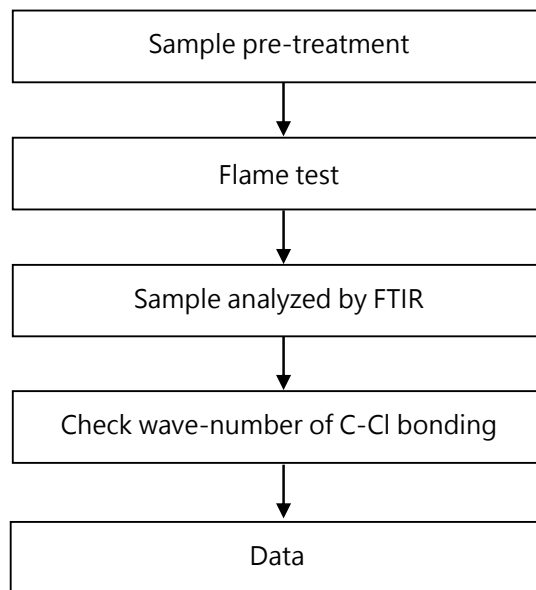 Sample pre-treatment
Flame test
Sample analyzed by FTIR
Check wave-number of C-Cl bonding
Data